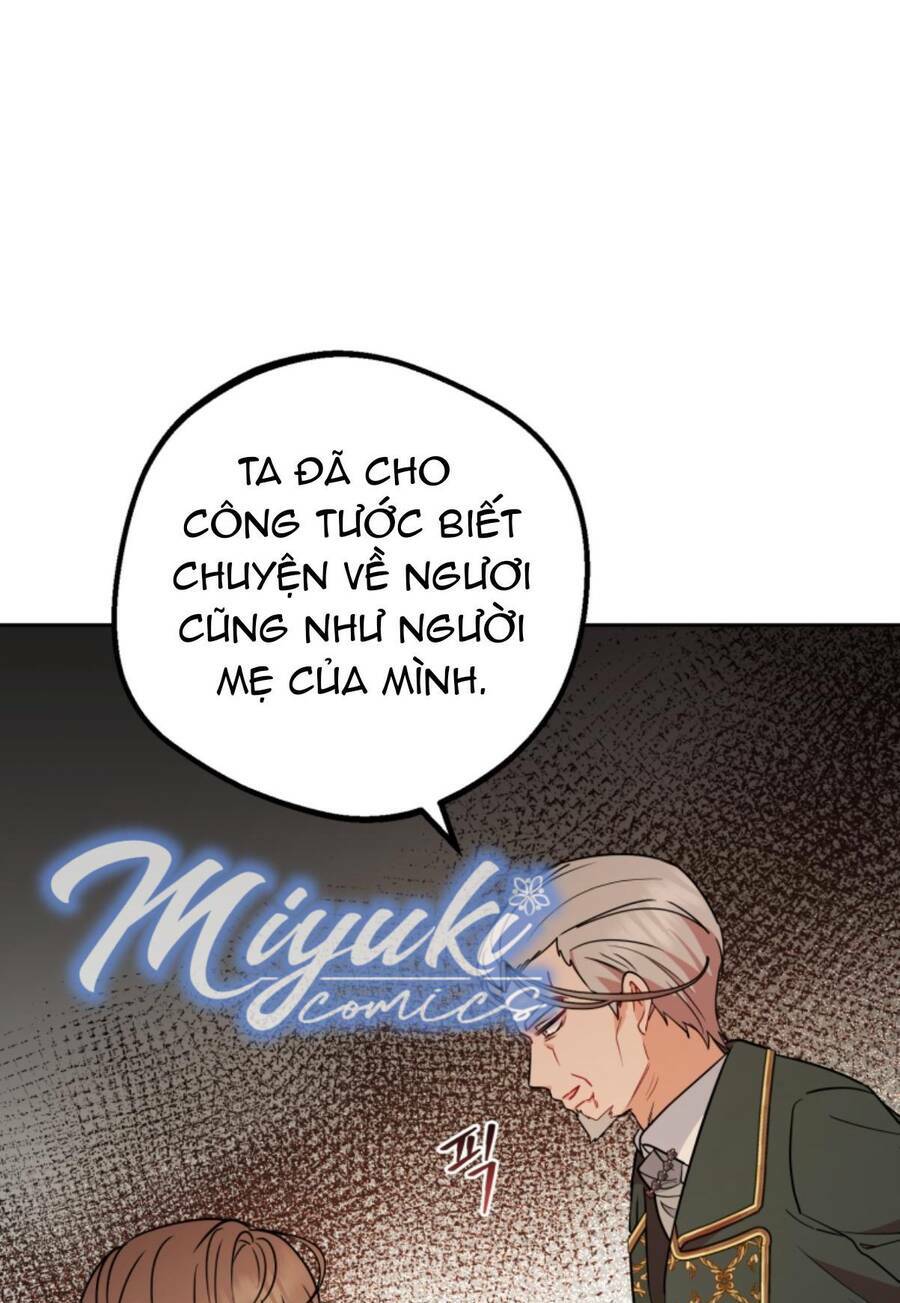 TA ĐÃ CHO
CÔNG TƯỚC BIẾT
CHUYỆN VỀ NGƯƠI
CŨNG NHƯ NGƯỜI
MẸ CỦA MÌNH.
Miyuki
comics
픽